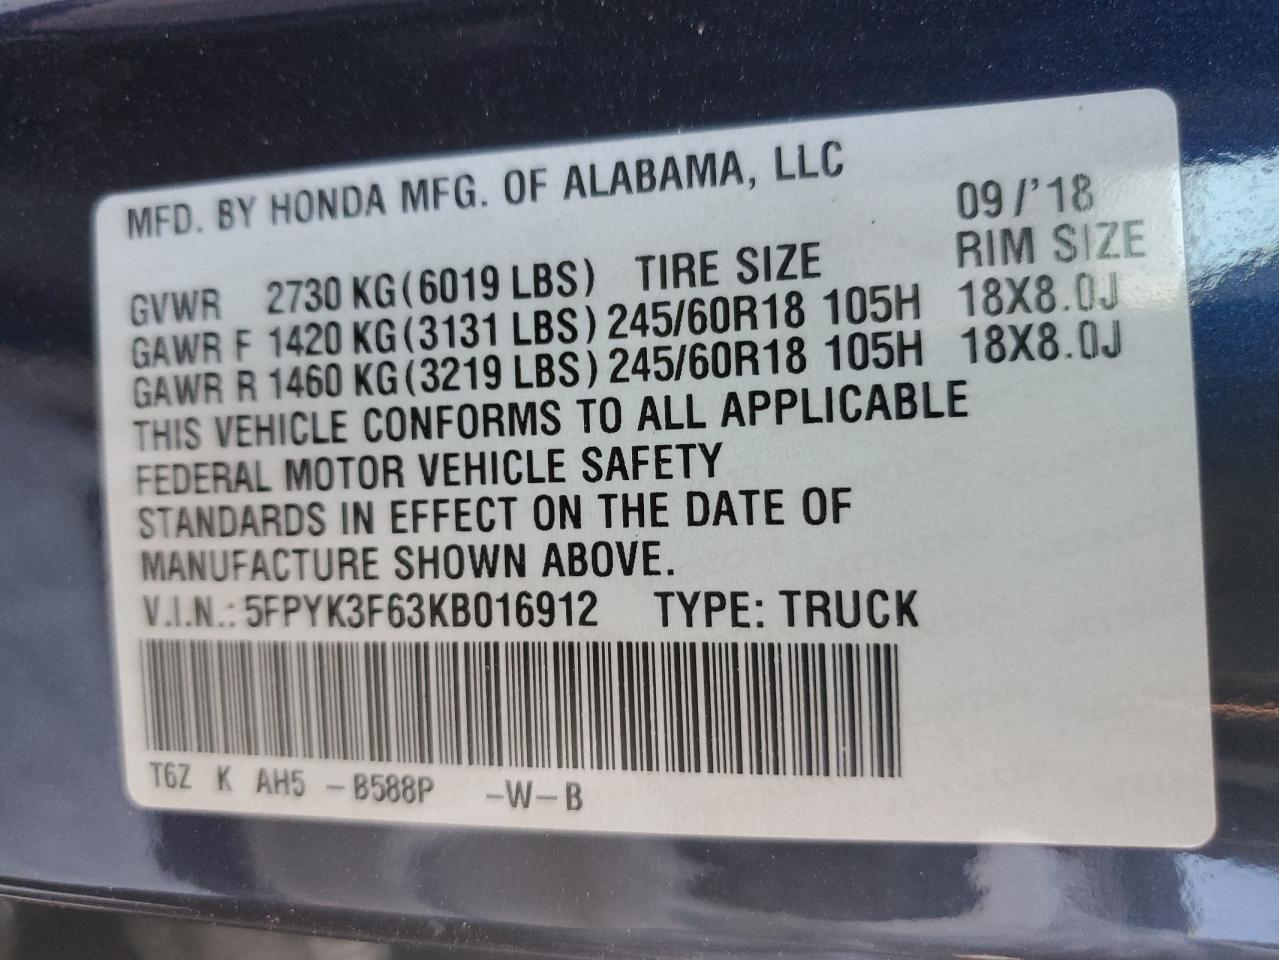 MFD. BY HONDA MFG. OF ALABAMA, LLC
09/'18
GVWR 2730 KG(6019 LBS) TIRE SIZE RIM SIZE
GAWR F 1420 KG(3131 LBS) 245/60R18 105H 18X8.0J
GAWR R 1460 KG(3219 LBS) 245/60R18 105H 18X8.0J
THIS VEHICLE CONFORMS TO ALL APPLICABLE
FEDERAL MOTOR VEHICLE SAFETY
STANDARDS IN EFFECT ON THE DATE OF
MANUFACTURE SHOWN ABOVE.
V.I.N.: 5FPYK3F63KB016912 TYPE: TRUCK
T6Z K AH5 -B588P -W-B